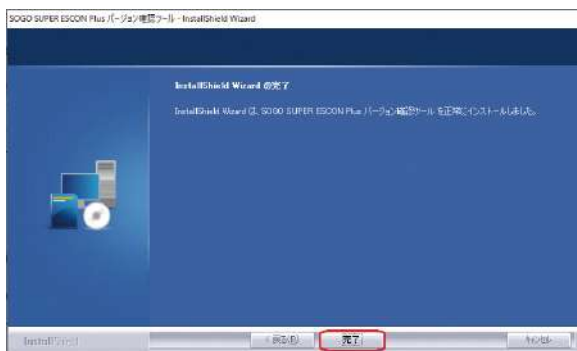 SOGO SUPER ESCON Plus バージョン確認ツール - InstallShield Wizard
InstallShield Wizard の完了
InstallShield Wizard は、SOGO SUPER ESCON Plus バージョン確認ツール を正常にインストールしました。
InstallShield
< 戻る(B)
完了
キャンセル